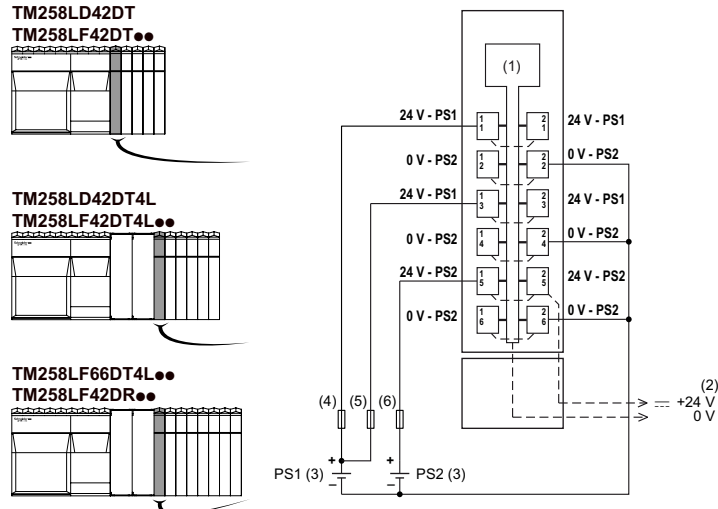 TM258LD42DT
TM258LF42DT●●
TM258LD42DT4L
TM258LF42DT4L●●
TM258LF66DT4L●●
TM258LF42DR●●
(1)
24 V - PS1
1
1
2
1
24 V - PS1
0 V - PS2
1
2
2
2
0 V - PS2
24 V - PS1
1
3
2
3
24 V - PS1
0 V - PS2
1
4
2
4
0 V - PS2
24 V - PS2
1
5
2
5
24 V - PS2
0 V - PS2
1
6
2
6
0 V - PS2
(2)
+24 V
0 V
(4) (5) (6)
+
+
PS1 (3)
PS2 (3)
–
–